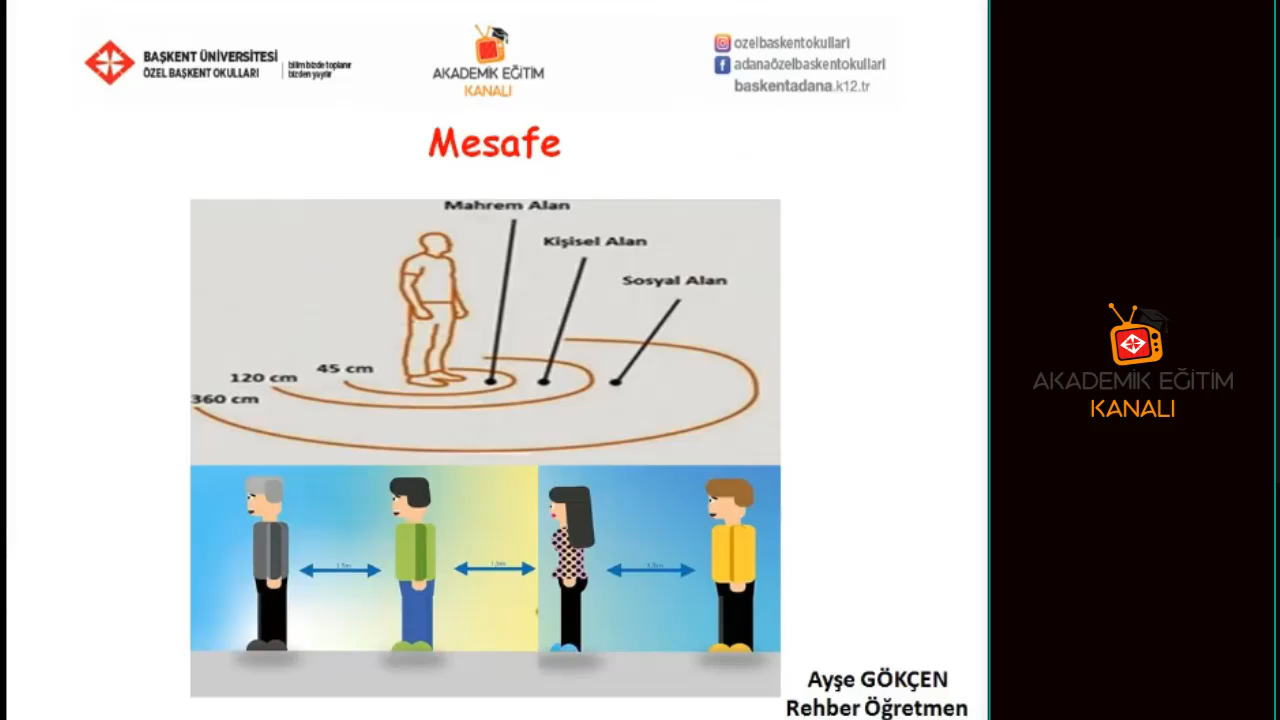 BAŞKENT ÜNİVERSİTESİ
ÖZEL BAŞKENT OKULLARI
bilim bizde toplanır
bizden yayılır
AKADEMİK EĞİTİM
KANALI
ozelbaskentokullari
adanaözelbaskentokullari
baskentadana.k12.tr
Mesafe
Mahrem Alan
Kişisel Alan
Sosyal Alan
45 cm
120 cm
360 cm
AKADEMİK EĞİTİM
KANALI
Ayşe GÖKÇEN
Rehber Öğretmen